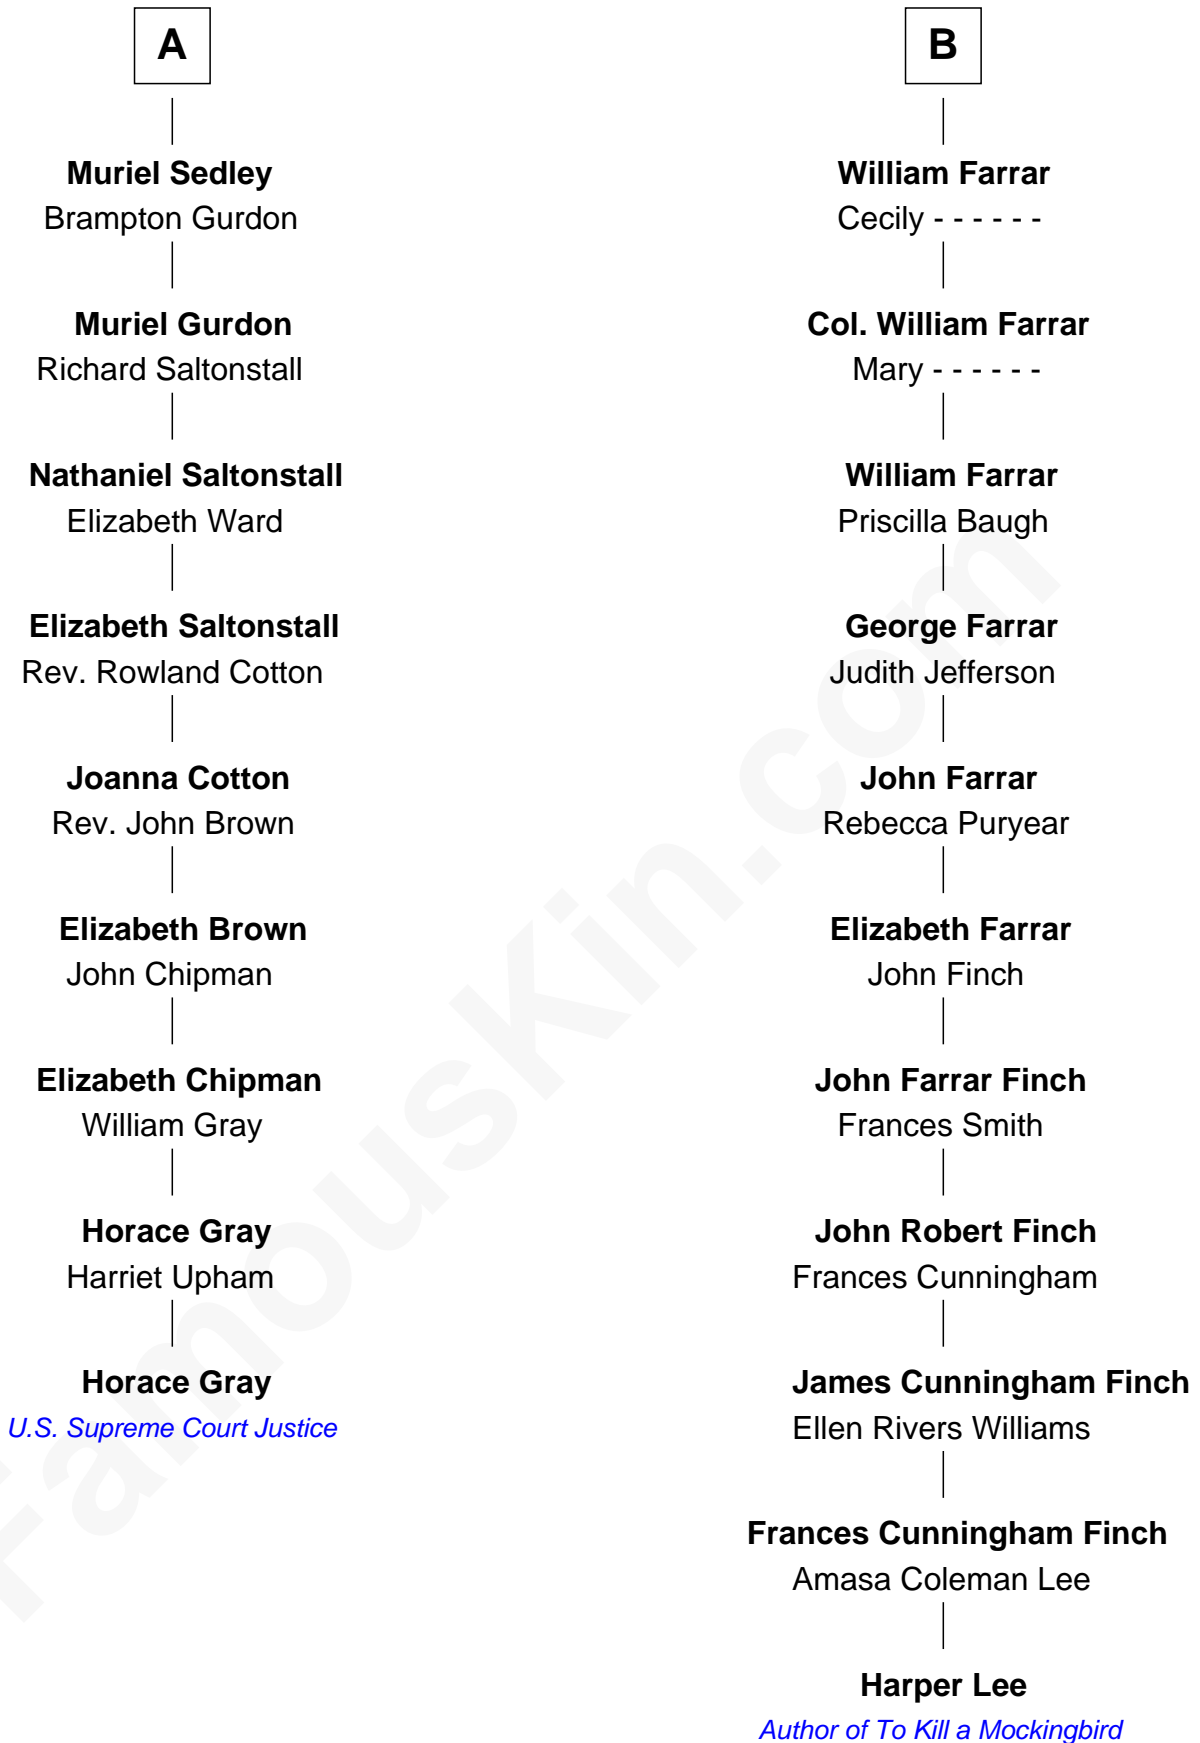 A
Muriel Sedley
Brampton Gurdon
Muriel Gurdon
Richard Saltonstall
Nathaniel Saltonstall
Elizabeth Ward
Elizabeth Saltonstall
Rev. Rowland Cotton
Joanna Cotton
Rev. John Brown
Elizabeth Brown
John Chipman
Elizabeth Chipman
William Gray
Horace Gray
Harriet Upham
Horace Gray
U.S. Supreme Court Justice
B
William Farrar
Cecily - - - - - -
Col. William Farrar
Mary - - - - - -
William Farrar
Priscilla Baugh
George Farrar
Judith Jefferson
John Farrar
Rebecca Puryear
Elizabeth Farrar
John Finch
John Farrar Finch
Frances Smith
John Robert Finch
Frances Cunningham
James Cunningham Finch
Ellen Rivers Williams
Frances Cunningham Finch
Amasa Coleman Lee
Harper Lee
Author of To Kill a Mockingbird
FamousKin.com